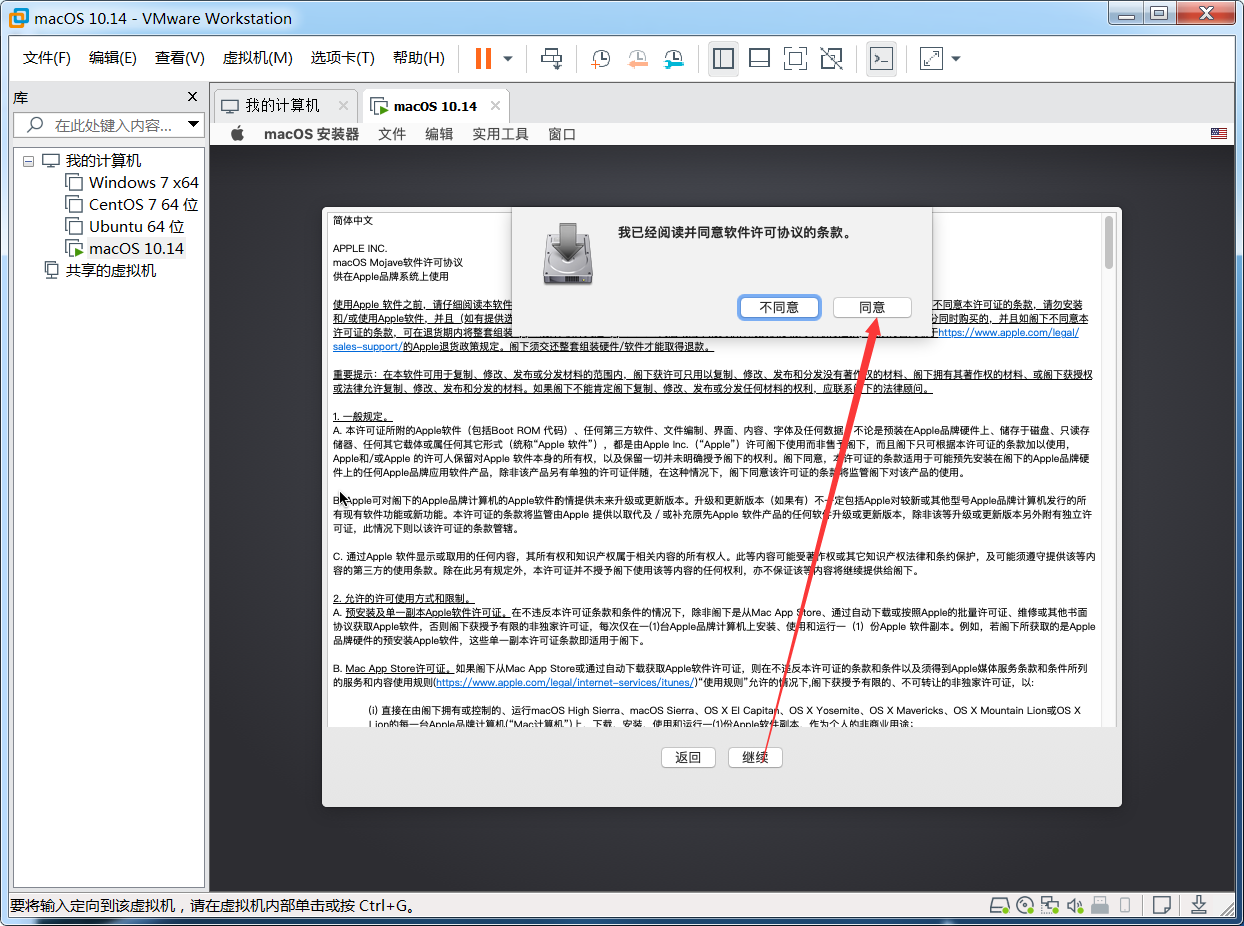 macOS 10.14 - VMware Workstation
文件(F) 编辑(E) 查看(V) 虚拟机(M) 选项卡(T) 帮助(H)
库
在此处键入内容...
我的计算机
Windows 7 x64
CentOS 7 64 位
Ubuntu 64 位
macOS 10.14
共享的虚拟机
我的计算机 macOS 10.14
macOS 安装器 文件 编辑 实用工具 窗口
我已经阅读并同意软件许可协议的条款。
不同意 同意
简体中文
APPLE INC.
macOS Mojave软件许可协议
供在Apple品牌系统上使用
使用Apple 软件之前，请仔细阅读本软件 不同意本许可证的条款，请勿安装
和/或使用Apple软件，并且（如有提供选 分同时购买的，并且如阁下不同意本
许可证的条款，可在退货期内将整套组装 于https://www.apple.com/legal/
sales-support/的Apple退货政策规定。阁下须交还整套组装硬件/软件才能取得退款。
重要提示：在本软件可用于复制、修改、发布或分发材料的范围内，阁下获许可只用以复制、修改、发布和分发没有著作权的材料、阁下拥有其著作权的材料、或阁下获授权
或法律允许复制、修改、发布和分发的材料。如果阁下不能肯定阁下复制、修改、发布或分发任何材料的权利，应联系阁下的法律顾问。
1. 一般规定。
A. 本许可证所附的Apple软件（包括Boot ROM 代码）、任何第三方软件、文件编制、界面、内容、字体及任何数据，不论是预装在Apple品牌硬件上、储存于磁盘、只读存
储器、任何其它载体或属任何其它形式（统称“Apple 软件”），都是由Apple Inc.（“Apple”）许可阁下使用而非售予阁下，而且阁下只可根据本许可证的条款加以使用，
Apple和/或Apple 的许可人保留对Apple 软件本身的所有权，以及保留一切并未明确授予阁下的权利。阁下同意，本许可证的条款适用于可能预先安装在阁下的Apple品牌硬
件上的任何Apple品牌应用软件产品，除非该产品另有单独的许可证伴随，在这种情况下，阁下同意该许可证的条款将监管阁下对该产品的使用。
B. Apple可对阁下的Apple品牌计算机的Apple软件酌情提供未来升级或更新版本。升级和更新版本（如果有）不一定包括Apple对较新或其他型号Apple品牌计算机发行的所
有现有软件功能或新功能。本许可证的条款将监管由Apple 提供以取代及 / 或补充原先Apple 软件产品的任何软件升级或更新版本，除非该等升级或更新版本另外附有独立许
可证，此情况下则以该许可证的条款管辖。
C. 通过Apple 软件显示或取用的任何内容，其所有权和知识产权属于相关内容的所有权人。此等内容可能受著作权或其它知识产权法律和条约保护，及可能须遵守提供该等内
容的第三方的使用条款。除在此另有规定外，本许可证并不授予阁下使用该等内容的任何权利，亦不保证该等内容将继续提供给阁下。
2. 允许的许可使用方式和限制。
A. 预安装及单一副本Apple软件许可证。在不违反本许可证条款和条件的情况下，除非阁下是从Mac App Store、通过自动下载或按照Apple的批量许可证、维修或其他书面
协议获取Apple软件，否则阁下获授予有限的非独家许可证，每次仅在一(1)台Apple品牌计算机上安装、使用和运行一（1）份Apple 软件副本。例如，若阁下所获取的是Apple
品牌硬件的预安装Apple软件，这些单一副本许可证条款即适用于阁下。
B. Mac App Store许可证。如果阁下从Mac App Store或通过自动下载获取Apple软件许可证，则在不违反本许可证的条款和条件以及须得到Apple媒体服务条款和条件所列
的服务和内容使用规则(https://www.apple.com/legal/internet-services/itunes/)“使用规则”允许的情况下,阁下获授予有限的、不可转让的非独家许可证，以:
(i) 直接在由阁下拥有或控制的、运行macOS High Sierra、macOS Sierra、OS X El Capitan、OS X Yosemite、OS X Mavericks、OS X Mountain Lion或OS X
Lion的每一台Apple品牌计算机(“Mac计算机”)上，下载、安装、使用和运行一(1)份Apple软件副本，作为个人的非商业用途；
返回 继续
要将输入定向到该虚拟机，请在虚拟机内部单击或按 Ctrl+G。